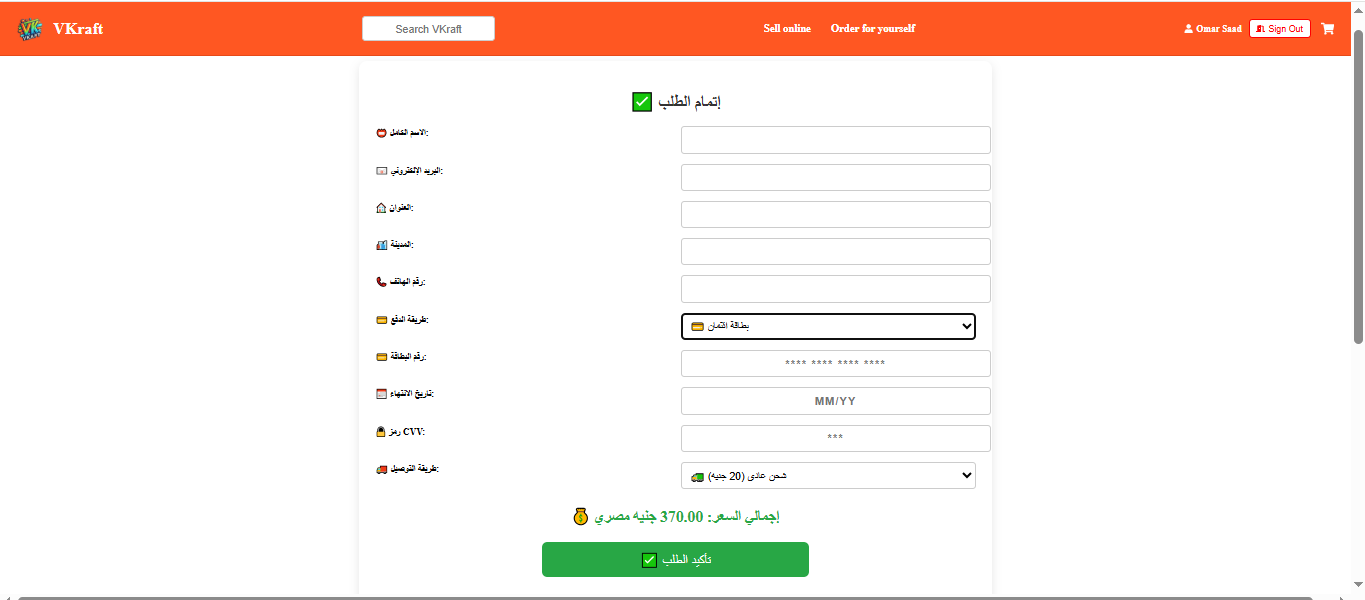 VKraft
Search VKraft
Sell online
Order for yourself
Omar Saad
Sign Out
إتمام الطلب ✅
الاسم الكامل:
البريد الإلكتروني:
العنوان:
المدينة:
رقم الهاتف:
طريقة الدفع:
بطاقة ائتمان
رقم البطاقة:
**** **** **** ****
تاريخ الانتهاء:
MM/YY
رمز CVV:
***
طريقة التوصيل:
شحن عادي (20 جنيه)
إجمالي السعر: 370.00 جنيه مصري
تأكيد الطلب ✅